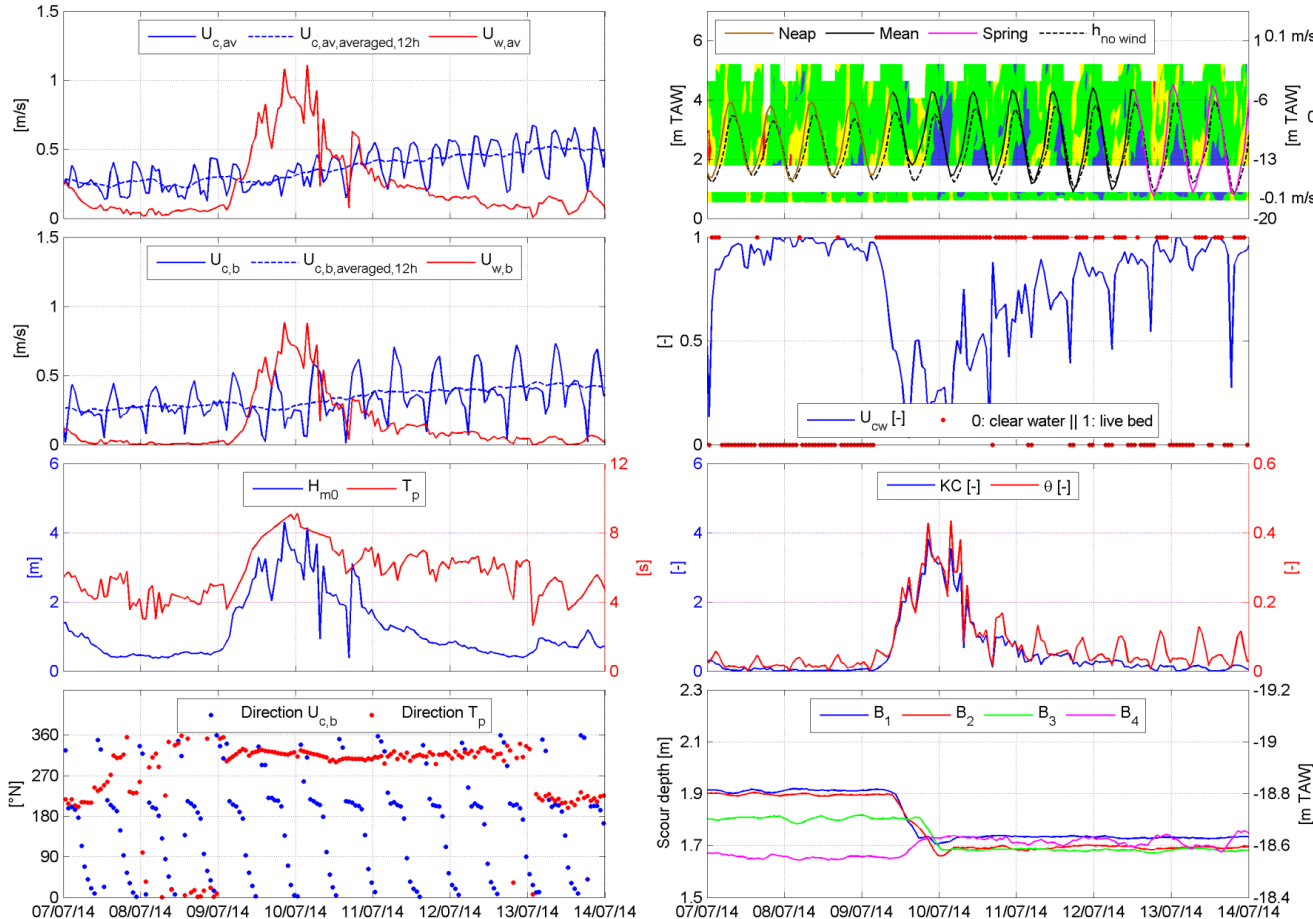 U_c,av U_c,av,averaged,12h U_w,av
1.5
1
0.5
0
[m/s]
U_c,b U_c,b,averaged,12h U_w,b
1.5
1
0.5
0
[m/s]
H_m0 T_p
6
4
2
0
[m]
12
8
4
0
[s]
Direction U_c,b Direction T_p
360
270
180
90
0
[°N]
07/07/14 08/07/14 09/07/14 10/07/14 11/07/14 12/07/14 13/07/14 14/07/14
Neap Mean Spring h_no wind
6
4
2
0
[m TAW]
1
-6
-13
-20
[m TAW]
0.1 m/s
-0.1 m/s
1
0.5
0
[-]
U_cw [-] 0: clear water || 1: live bed
KC [-] θ [-]
6
4
2
0
[-]
0.6
0.4
0.2
0
[-]
B_1 B_2 B_3 B_4
2.3
2.1
1.9
1.7
1.5
Scour depth [m]
-19.2
-19
-18.8
-18.6
-18.4
[m TAW]
07/07/14 08/07/14 09/07/14 10/07/14 11/07/14 12/07/14 13/07/14 14/07/14